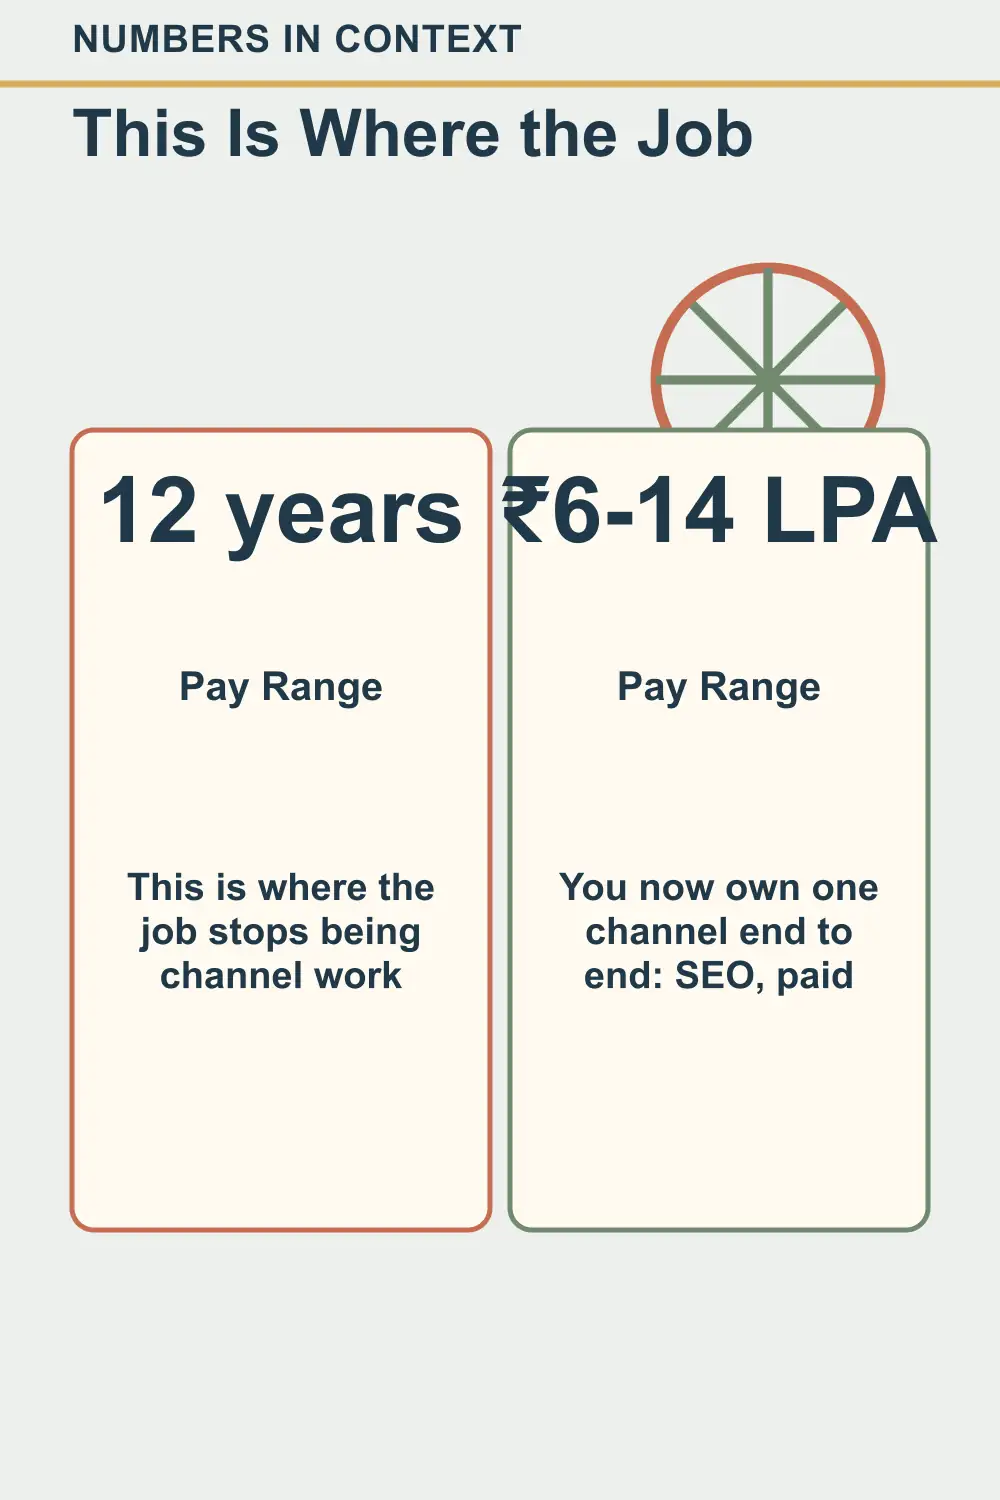 NUMBERS IN CONTEXT
This Is Where the Job
12 years
Pay Range
This is where the
job stops being
channel work
₹6-14 LPA
Pay Range
You now own one
channel end to
end: SEO, paid